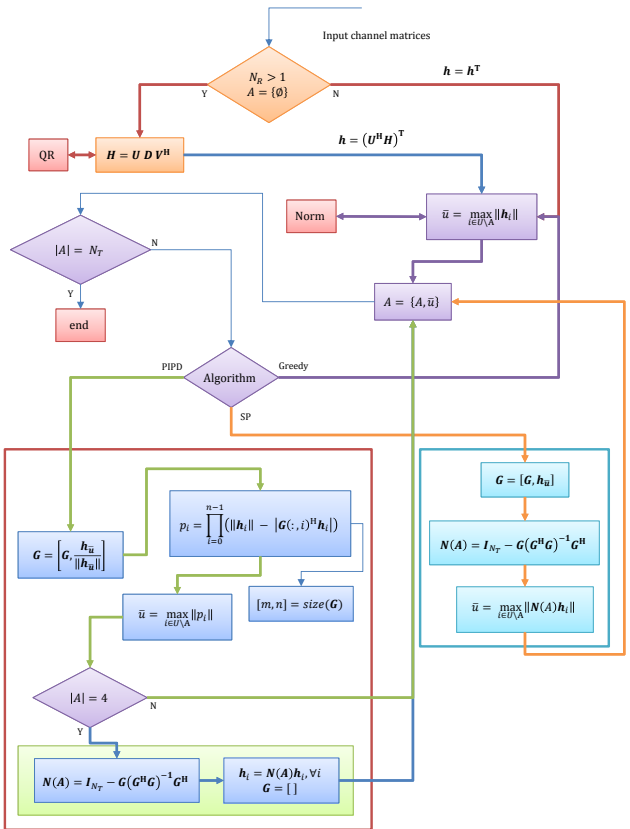 Input channel matrices
N_R > 1
A = {∅}
Y
N
h = h^T
QR
H = U D V^H
h = (U^H H)^T
Norm
ū = max_{i∈U\A} ‖h_i‖
|A| = N_T
N
Y
A = {A, ū}
end
PIPD
Algorithm
Greedy
SP
G = [G, h_ū]
G = [G, h_ū/‖h_ū‖]
p_i = ∏_{i=0}^{n−1} (‖h_i‖ − |G(:, i)^H h_i|)
N(A) = I_{N_T} − G(G^H G)^{−1} G^H
[m, n] = size(G)
ū = max_{i∈U\A} ‖p_i‖
ū = max_{i∈U\A} ‖N(A)h_i‖
|A| = 4
N
Y
N(A) = I_{N_T} − G(G^H G)^{−1} G^H
h_i = N(A)h_i, ∀i
G = [ ]